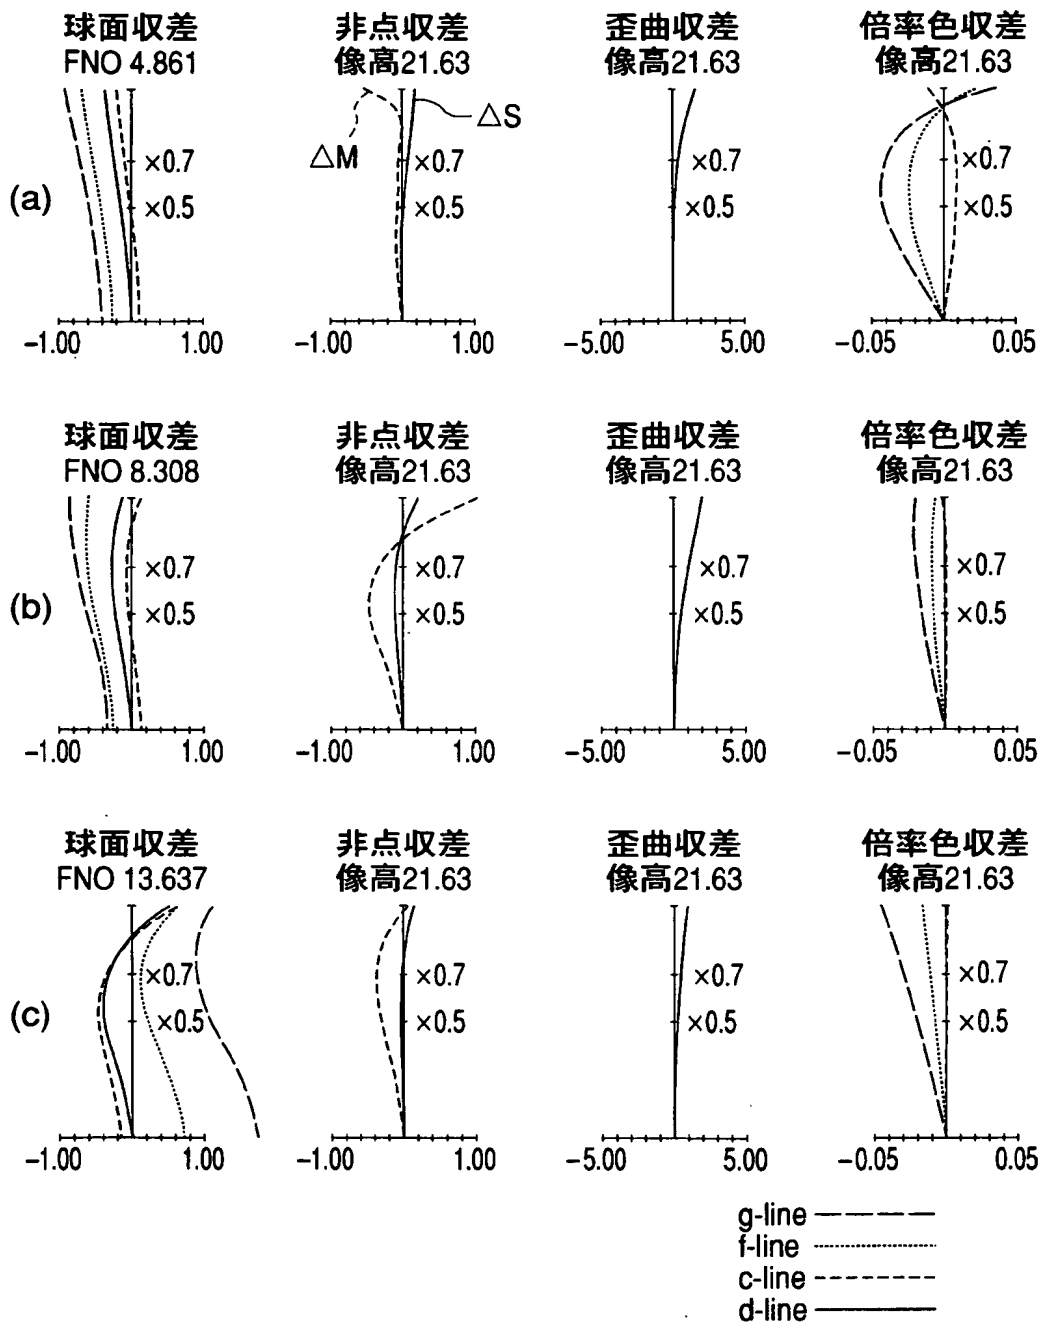 球面収差 非点収差 歪曲収差 倍率色収差
FNO 4.861 像高21.63 像高21.63 像高21.63
△S
△M ×0.7 ×0.7 ×0.7 ×0.7
(a) ×0.5 ×0.5 ×0.5 ×0.5
−1.00 1.00 −1.00 1.00 −5.00 5.00 −0.05 0.05
球面収差 非点収差 歪曲収差 倍率色収差
FNO 8.308 像高21.63 像高21.63 像高21.63
×0.7 ×0.7 ×0.7 ×0.7
(b) ×0.5 ×0.5 ×0.5 ×0.5
−1.00 1.00 −1.00 1.00 −5.00 5.00 −0.05 0.05
球面収差 非点収差 歪曲収差 倍率色収差
FNO 13.637 像高21.63 像高21.63 像高21.63
×0.7 ×0.7 ×0.7 ×0.7
(c) ×0.5 ×0.5 ×0.5 ×0.5
−1.00 1.00 −1.00 1.00 −5.00 5.00 −0.05 0.05
g-line
f-line
c-line
d-line